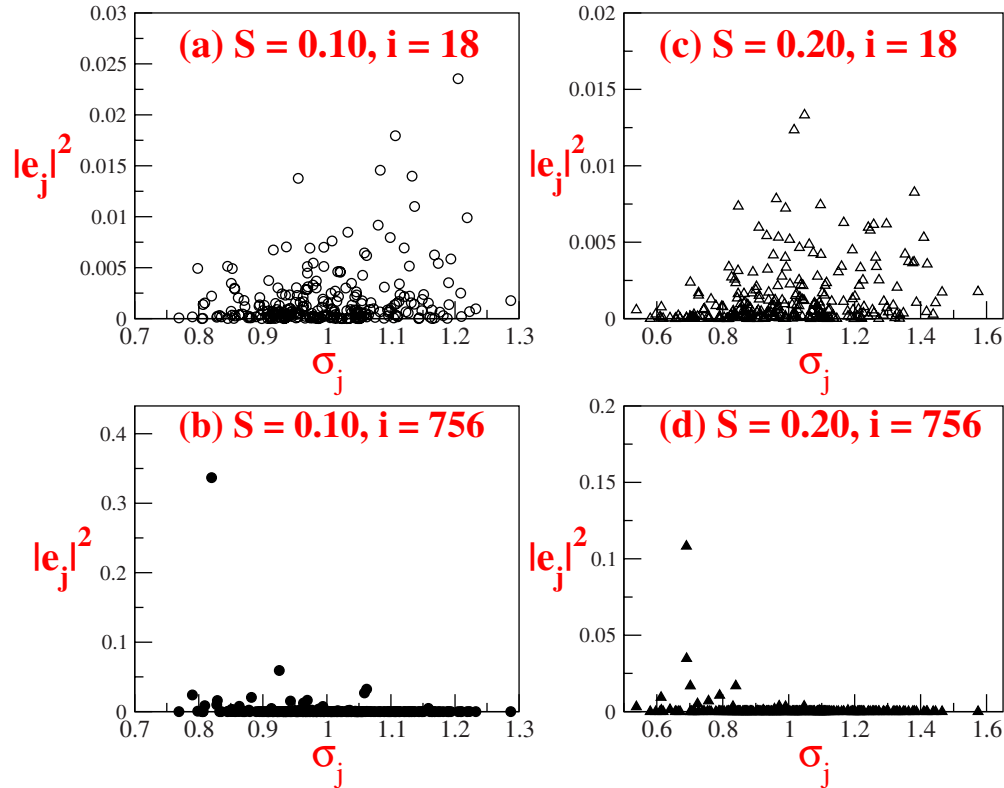 (a) S = 0.10, i = 18
|e_j|^2
0.03
0.025
0.02
0.015
0.01
0.005
0
0.7 0.8 0.9 1 1.1 1.2 1.3
σ_j
(c) S = 0.20, i = 18
|e_j|^2
0.02
0.015
0.01
0.005
0
0.6 0.8 1 1.2 1.4 1.6
σ_j
(b) S = 0.10, i = 756
|e_j|^2
0.4
0.3
0.2
0.1
0
0.7 0.8 0.9 1 1.1 1.2 1.3
σ_j
(d) S = 0.20, i = 756
|e_j|^2
0.2
0.15
0.1
0.05
0
0.6 0.8 1 1.2 1.4 1.6
σ_j